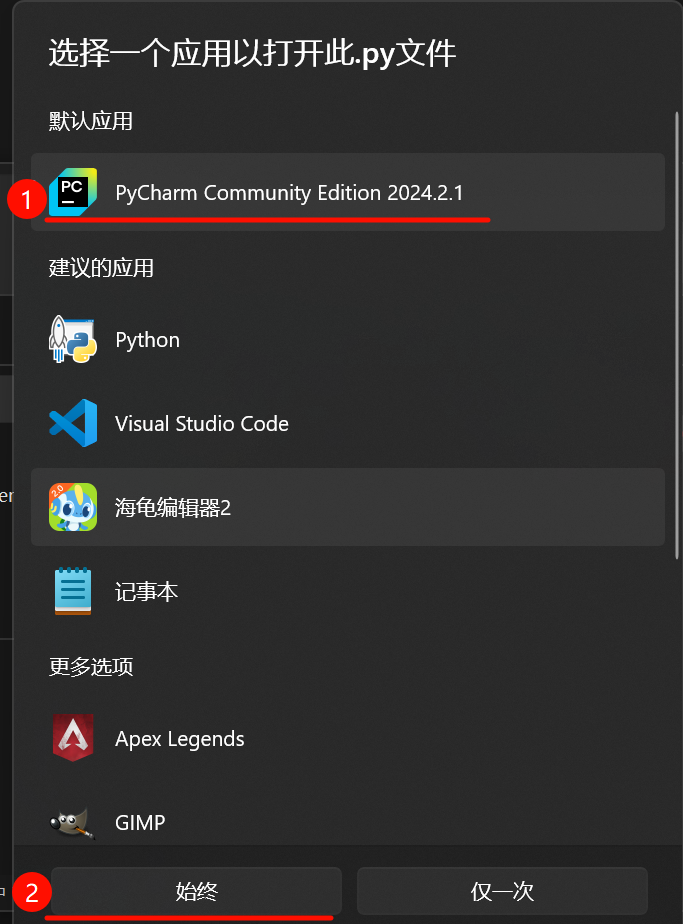 选择一个应用以打开此.py文件
默认应用
1
PC
PyCharm Community Edition 2024.2.1
建议的应用
Python
Visual Studio Code
2.0
海龟编辑器2
记事本
更多选项
Apex Legends
GIMP
2
始终
仅一次
er